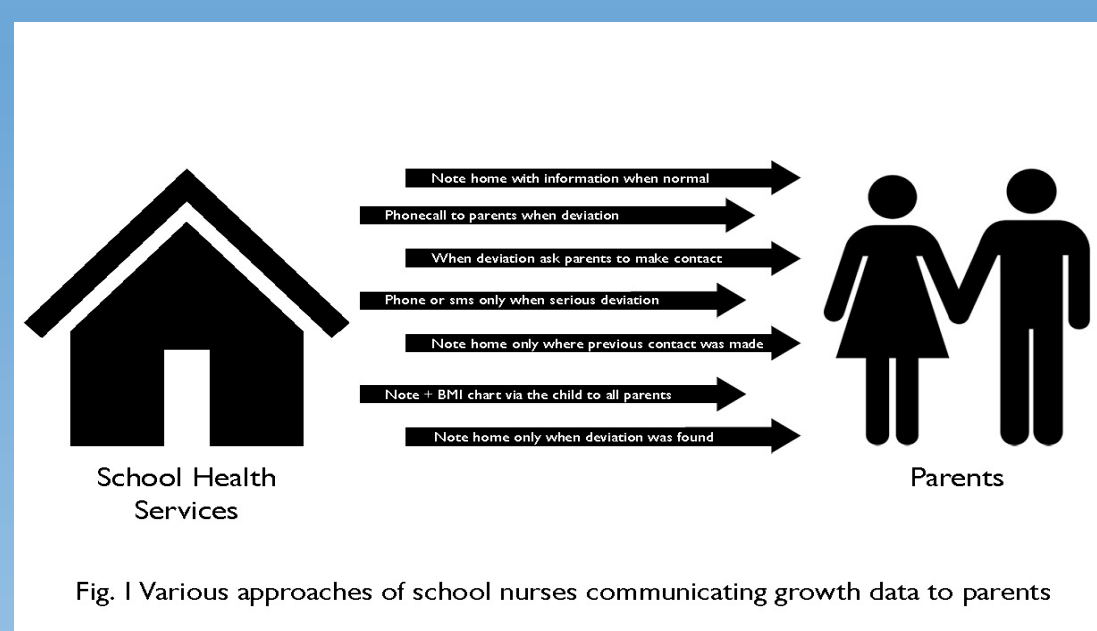 Note home with information when normal
Phonecall to parents when deviation
When deviation ask parents to make contact
Phone or sms only when serious deviation
Note home only where previous contact was made
Note + BMI chart via the child to all parents
Note home only when deviation was found
School Health
Services
Parents
Fig. 1 Various approaches of school nurses communicating growth data to parents